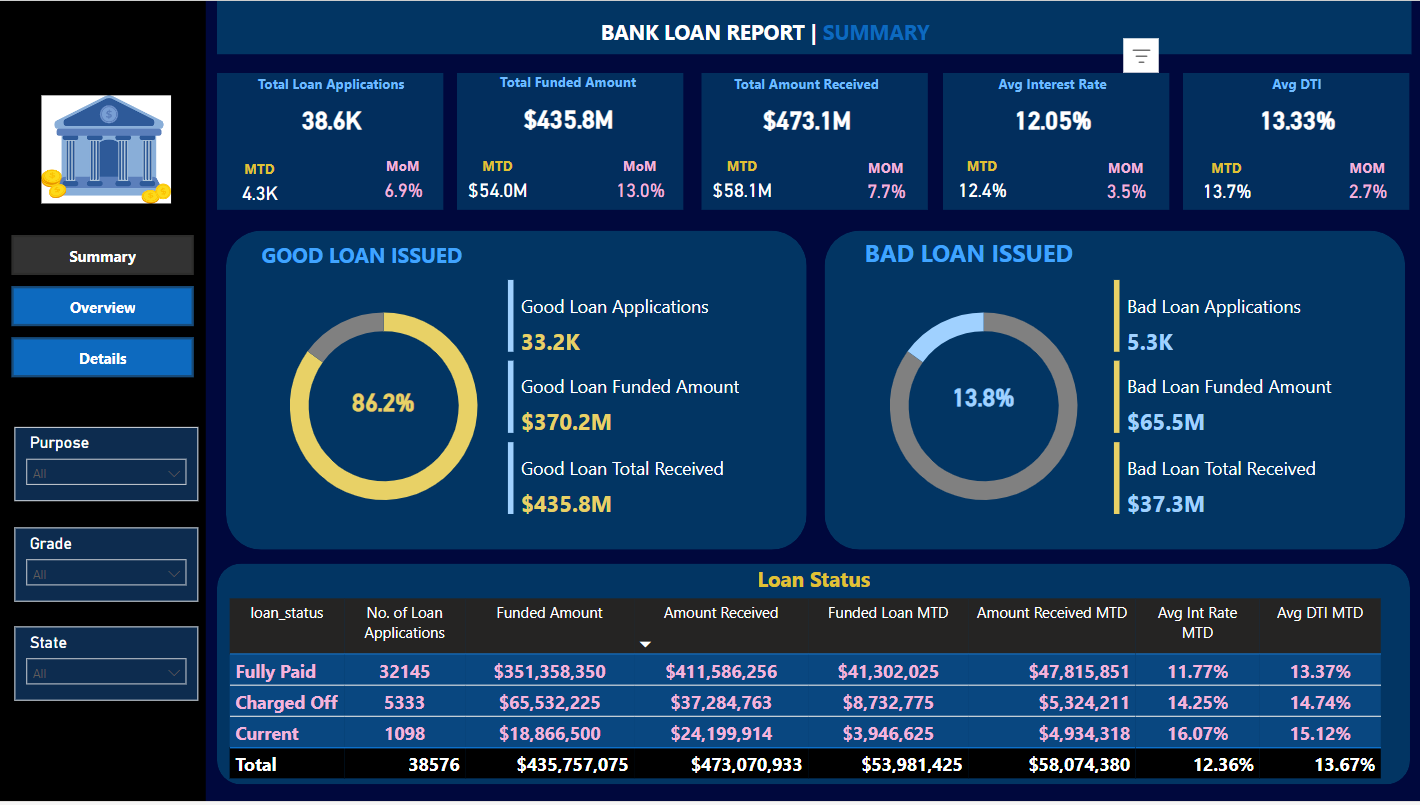 BANK LOAN REPORT | SUMMARY
Total Loan Applications
38.6K
MTD
MoM
4.3K
6.9%
Total Funded Amount
$435.8M
MTD
MoM
$54.0M
13.0%
Total Amount Received
$473.1M
MTD
MOM
$58.1M
7.7%
Avg Interest Rate
12.05%
MTD
MOM
12.4%
3.5%
Avg DTI
13.33%
MTD
MOM
13.7%
2.7%
$
Summary
Overview
Details
Purpose
All
Grade
All
State
All
GOOD LOAN ISSUED
86.2%
Good Loan Applications
33.2K
Good Loan Funded Amount
$370.2M
Good Loan Total Received
$435.8M
BAD LOAN ISSUED
13.8%
Bad Loan Applications
5.3K
Bad Loan Funded Amount
$65.5M
Bad Loan Total Received
$37.3M
Loan Status
loan_status No. of Loan Applications Funded Amount Amount Received Funded Loan MTD Amount Received MTD Avg Int Rate MTD Avg DTI MTD
Fully Paid 32145 $351,358,350 $411,586,256 $41,302,025 $47,815,851 11.77% 13.37%
Charged Off 5333 $65,532,225 $37,284,763 $8,732,775 $5,324,211 14.25% 14.74%
Current 1098 $18,866,500 $24,199,914 $3,946,625 $4,934,318 16.07% 15.12%
Total 38576 $435,757,075 $473,070,933 $53,981,425 $58,074,380 12.36% 13.67%